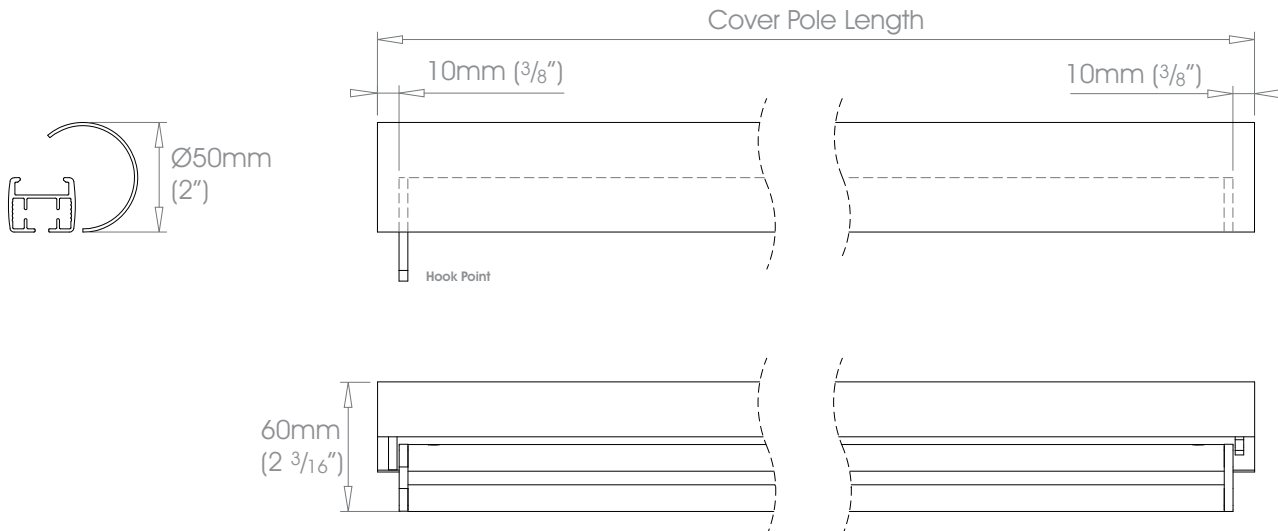 Cover Pole Length
10mm (3/8”)
10mm (3/8”)
Ø50mm
(2”)
Hook Point
60mm
(2 3/16”)